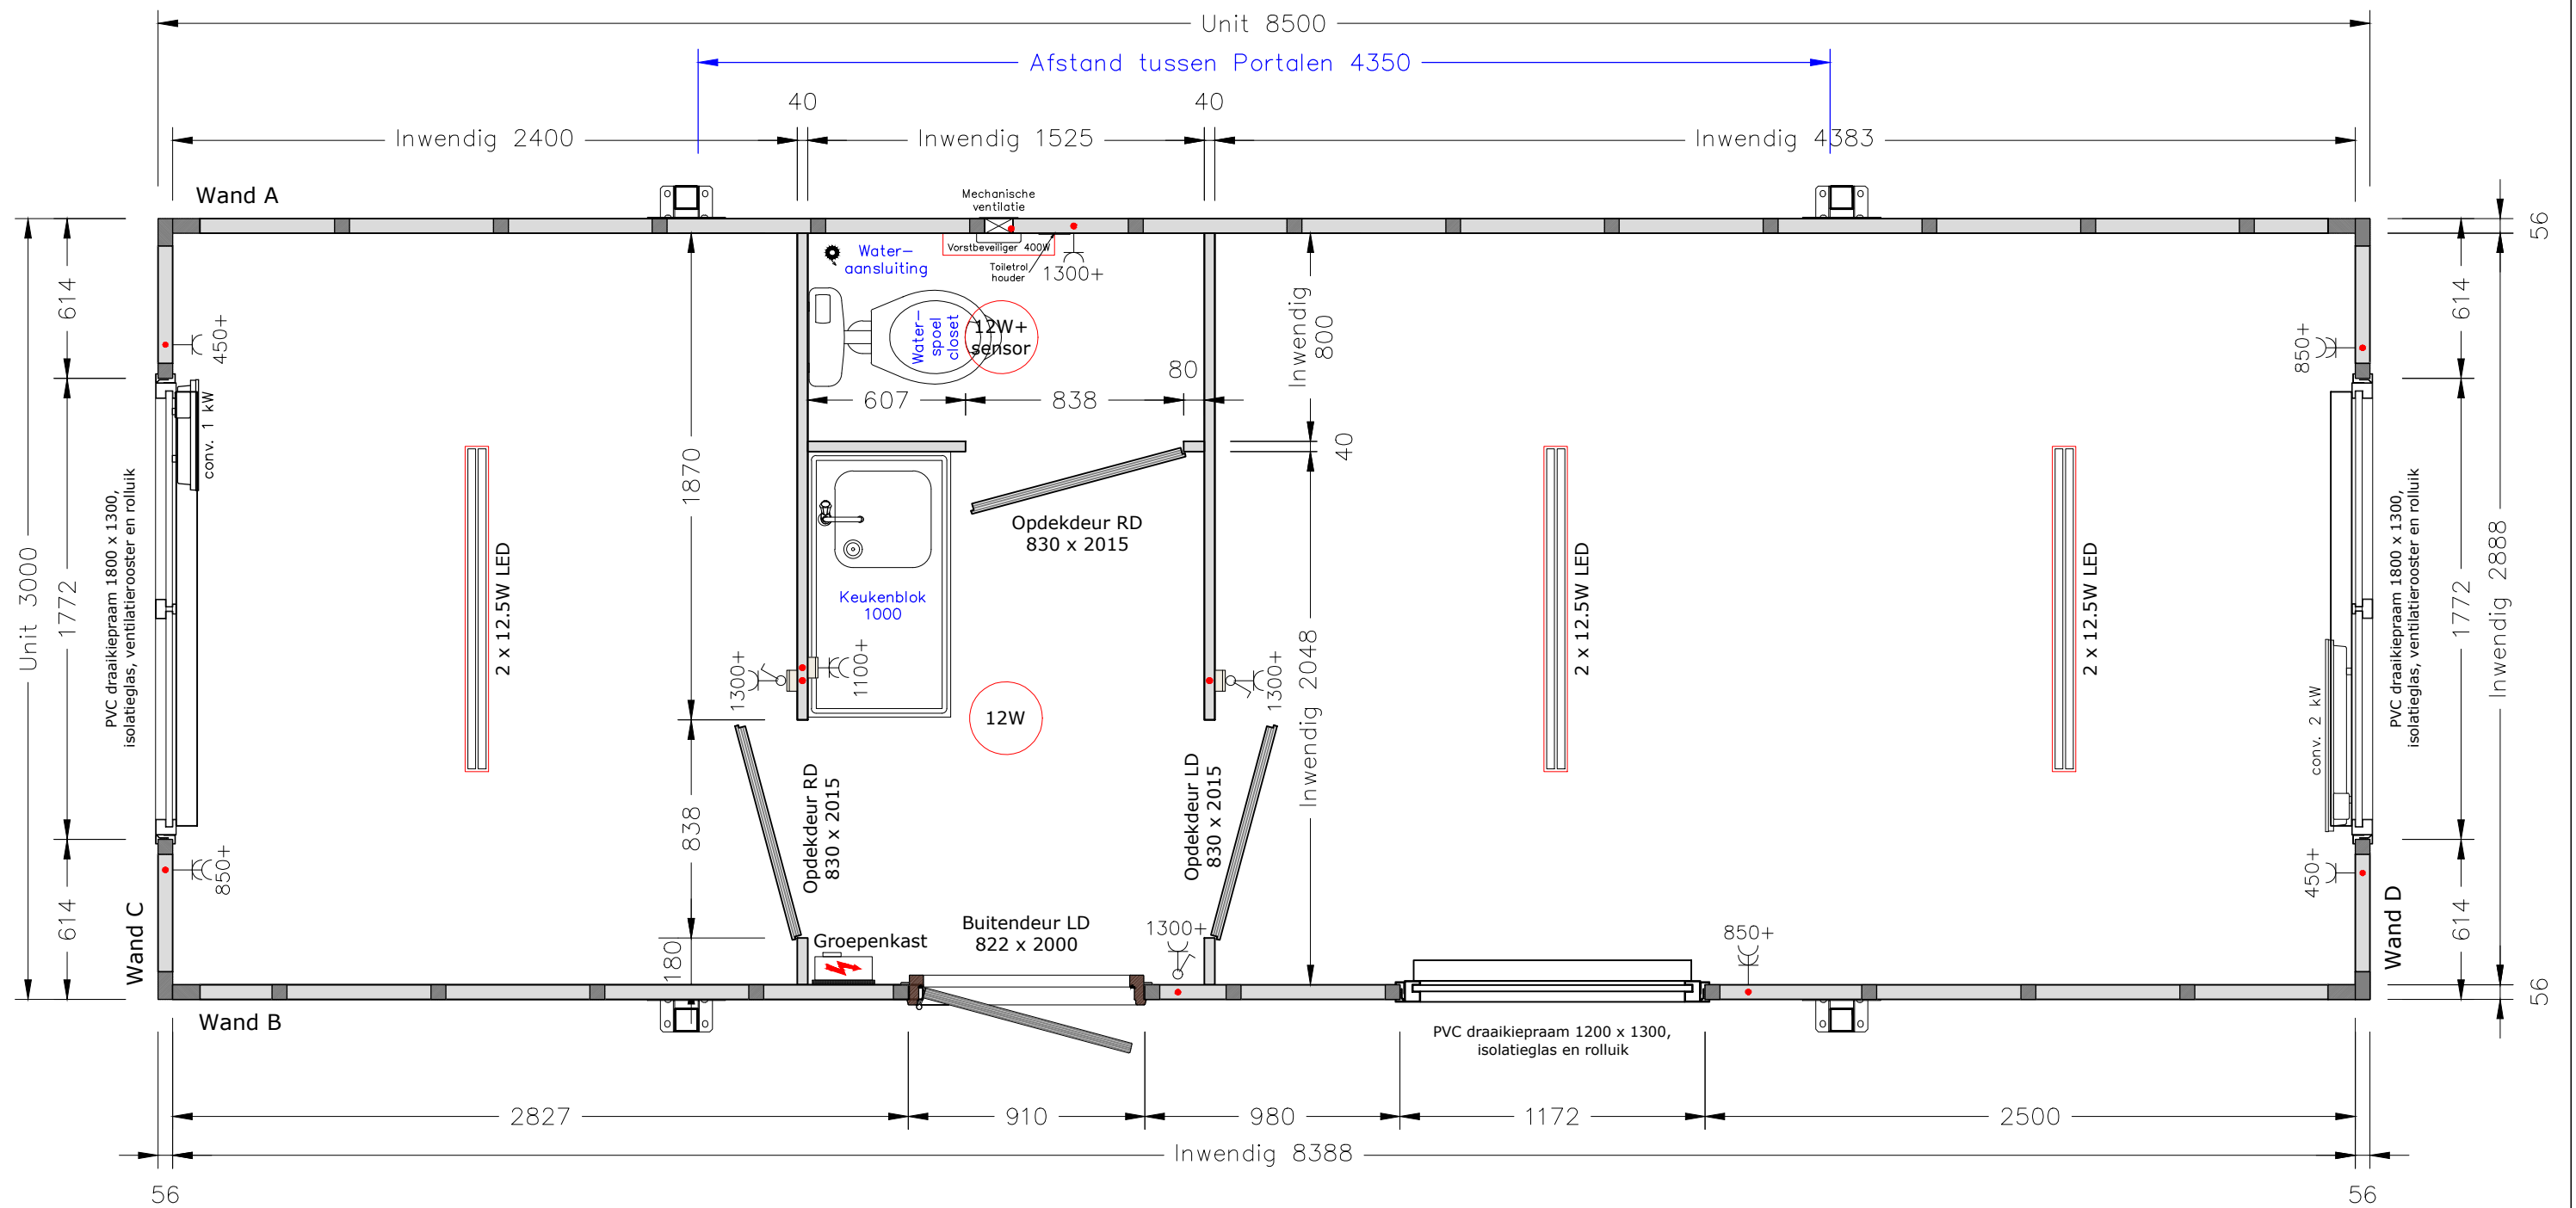 Unit 8500
Afstand tussen Portalen 4350
40
40
Inwendig 2400
Inwendig 1525
Inwendig 4383
Wand A
Mechanische
ventilatie
56
Vorstbeveiliger 400W
Water-
aansluiting
Toiletrol
houder
1300+
614
450+
Water-
spoel
closet
12W+
sensor
Inwendig
800
850+
614
80
607
838
40
conv. 1 kW
1870
Opdekdeur RD
830 x 2015
Unit 3000
1772
PVC draaikiepraam 1800 x 1300,
isolatieglas, ventilatierooster en rolluik
2 x 12.5W LED
Keukenblok
1000
2 x 12.5W LED
2 x 12.5W LED
PVC draaikiepraam 1800 x 1300,
isolatieglas, ventilatierooster en rolluik
1772
Inwendig 2888
1300+
1100+
1300+
Inwendig 2048
12W
conv. 2 kW
838
Opdekdeur RD
830 x 2015
Opdekdeur LD
830 x 2015
850+
450+
614
Wand C
180
Groepenkast
Buitendeur LD
822 x 2000
1300+
850+
Wand D
614
56
Wand B
PVC draaikiepraam 1200 x 1300,
isolatieglas en rolluik
2827
910
980
1172
2500
Inwendig 8388
56
56